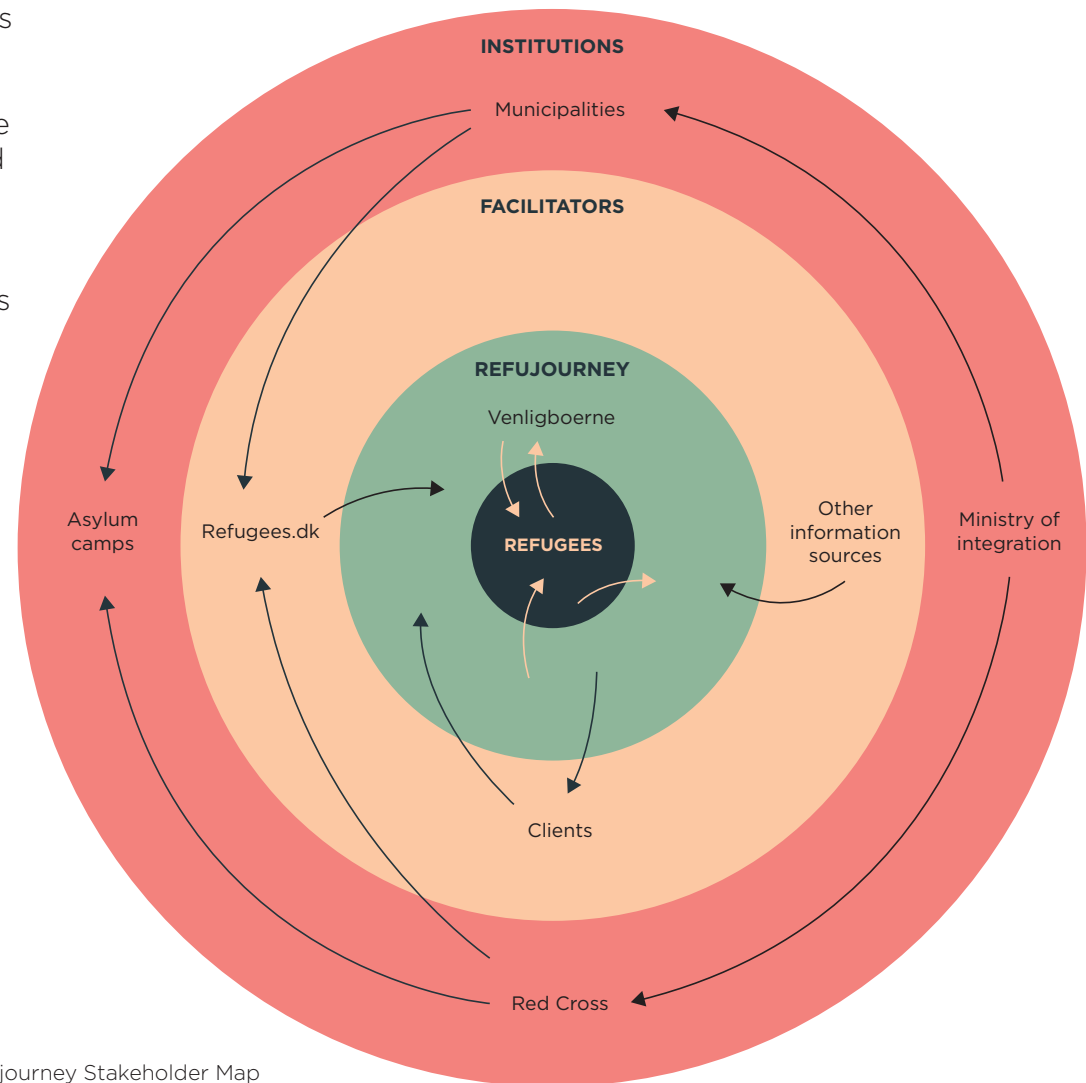 s
e
d
s
INSTITUTIONS
Municipalities
FACILITATORS
REFUJOURNEY
Venligboerne
REFUGEES
Asylum
camps
Refugees.dk
Other
information
sources
Ministry of
integration
Clients
Red Cross
journey Stakeholder Map